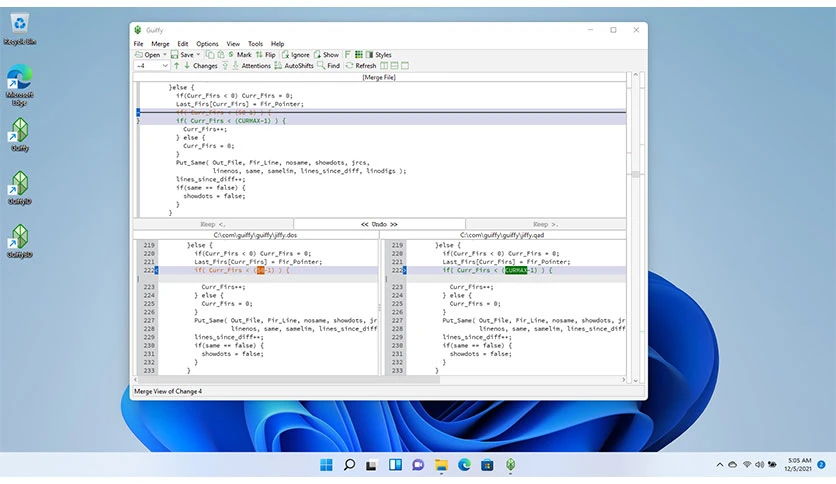 Recycle Bin
Microsoft
Edge
Guiffy
Guiffy
File Merge Edit Options View Tools Help
Open Save Mark Flip Ignore Show Styles
~4 Changes Attentions AutoShifts Find Refresh
[Merge File]
}else {
if(Curr_Firs < 0) Curr_Firs = 0;
Last_Firs[Curr_Firs] = Fir_Pointer;
if( Curr_Firs < (CURMAX-1) ) {
Curr_Firs++;
} else {
Curr_Firs = 0;
}
Put_Same( Out_File, Fir_Line, nosame, showdots, jrcs,
linenos, same, samelim, lines_since_diff, linodigs );
lines_since_diff++;
if(same == false) {
showdots = false;
}
}
Keep <. << Undo >> Keep >.
C:\com\guiffy\guiffy\jiffy.dos C:\com\guiffy\guiffy\jiffy.qad
219 }else {
220 if(Curr_Firs < 0) Curr_Firs = 0;
221 Last_Firs[Curr_Firs] = Fir_Pointer;
222 if( Curr_Firs < ( -1) ) {
223 Curr_Firs++;
224 } else {
225 Curr_Firs = 0;
226 }
227 Put_Same( Out_File, Fir_Line, nosame, showdots, jr
228 linenos, same, samelim, lines_since_diff
229 lines_since_diff++;
230 if(same == false) {
231 showdots = false;
232 }
233 }
219 }else {
220 if(Curr_Firs < 0) Curr_Firs = 0;
221 Last_Firs[Curr_Firs] = Fir_Pointer;
222 if( Curr_Firs < (CURMAX-1) ) {
223 Curr_Firs++;
224 } else {
225 Curr_Firs = 0;
226 }
227 Put_Same( Out_File, Fir_Line, nosame, showdots, jr
228 linenos, same, samelim, lines_since_diff
229 lines_since_diff++;
230 if(same == false) {
231 showdots = false;
232 }
233 }
Merge View of Change 4
5:05 AM
12/5/2021 2